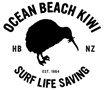 OCEAN BEACH KIWI
HB NZ
EST. 1964
SURF LIFE SAVING